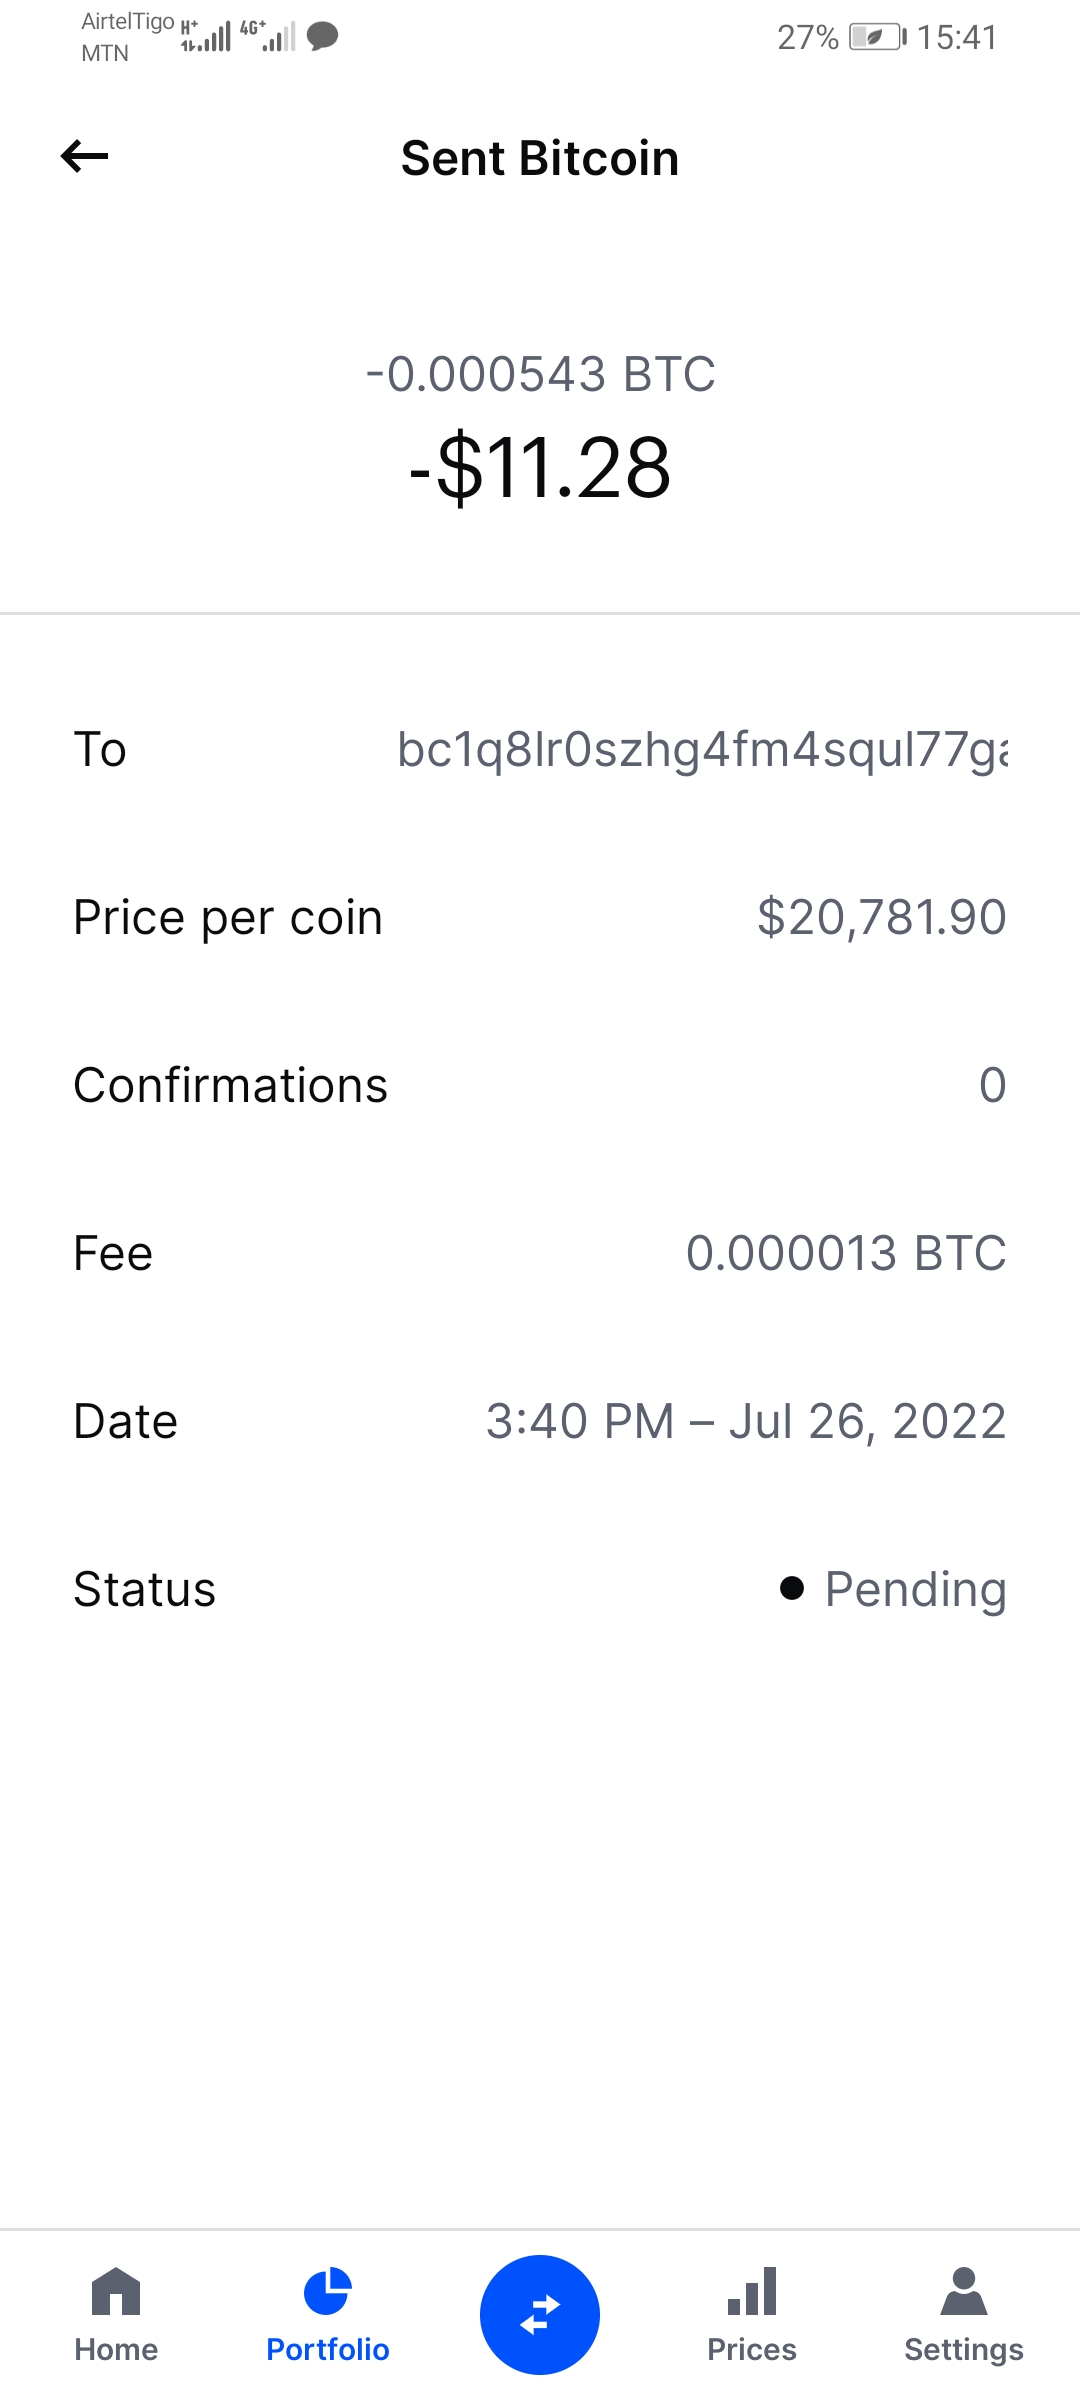 AirtelTigo H+ 4G+ 27% 15:41
MTN
Sent Bitcoin
-0.000543 BTC
-$11.28
To bc1q8lr0szhg4fm4squl77ga
Price per coin $20,781.90
Confirmations 0
Fee 0.000013 BTC
Date 3:40 PM – Jul 26, 2022
Status Pending
Home Portfolio Prices Settings